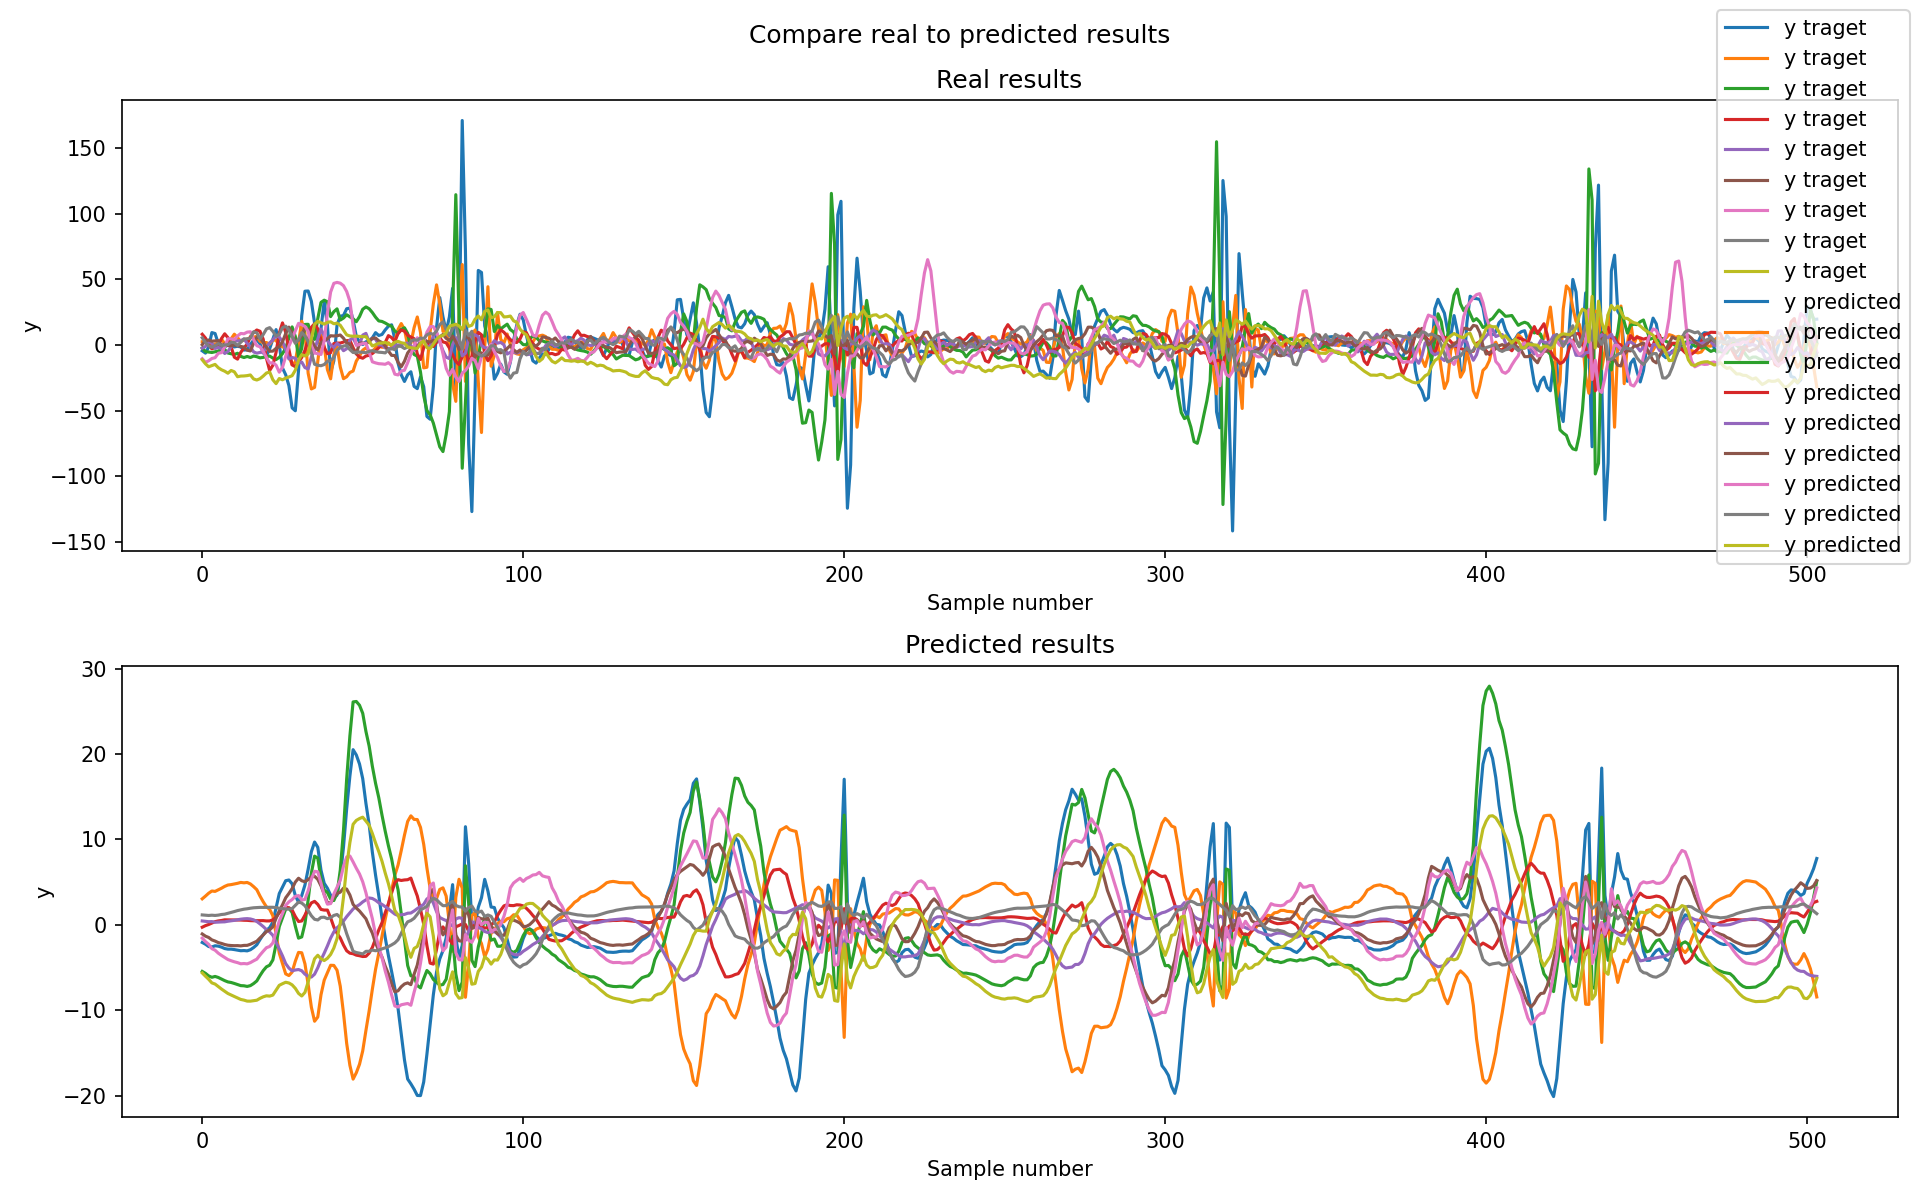 Compare real to predicted results
Real results
y traget
y traget
y traget
y traget
y traget
y traget
y traget
y traget
y traget
y predicted
y predicted
y predicted
y predicted
y predicted
y predicted
y predicted
y predicted
y predicted
150
100
50
0
−50
−100
−150
y
0 100 200 300 400 500
Sample number
Predicted results
30
20
10
0
−10
−20
y
0 100 200 300 400 500
Sample number